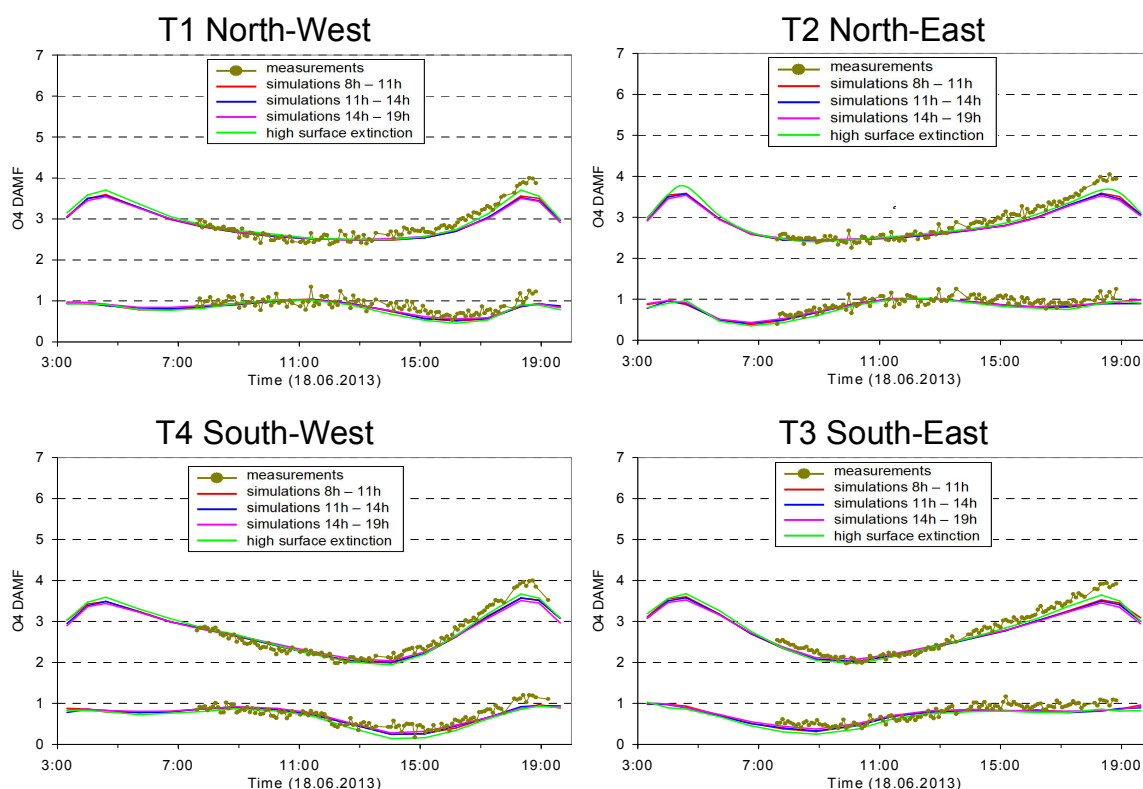 T1 North-West
7
6
5
4
3
2
1
0
O4 DAMF
measurements
simulations 8h – 11h
simulations 11h – 14h
simulations 14h – 19h
high surface extinction
3:00 7:00 11:00 15:00 19:00
Time (18.06.2013)
T2 North-East
7
6
5
4
3
2
1
0
O4 DAMF
measurements
simulations 8h – 11h
simulations 11h – 14h
simulations 14h – 19h
high surface extinction
c
3:00 7:00 11:00 15:00 19:00
Time (18.06.2013)
T4 South-West
7
6
5
4
3
2
1
0
O4 DAMF
measurements
simulations 8h – 11h
simulations 11h – 14h
simulations 14h – 19h
high surface extinction
3:00 7:00 11:00 15:00 19:00
Time (18.06.2013)
T3 South-East
7
6
5
4
3
2
1
0
O4 DAMF
measurements
simulations 8h – 11h
simulations 11h – 14h
simulations 14h – 19h
high surface extinction
3:00 7:00 11:00 15:00 19:00
Time (18.06.2013)